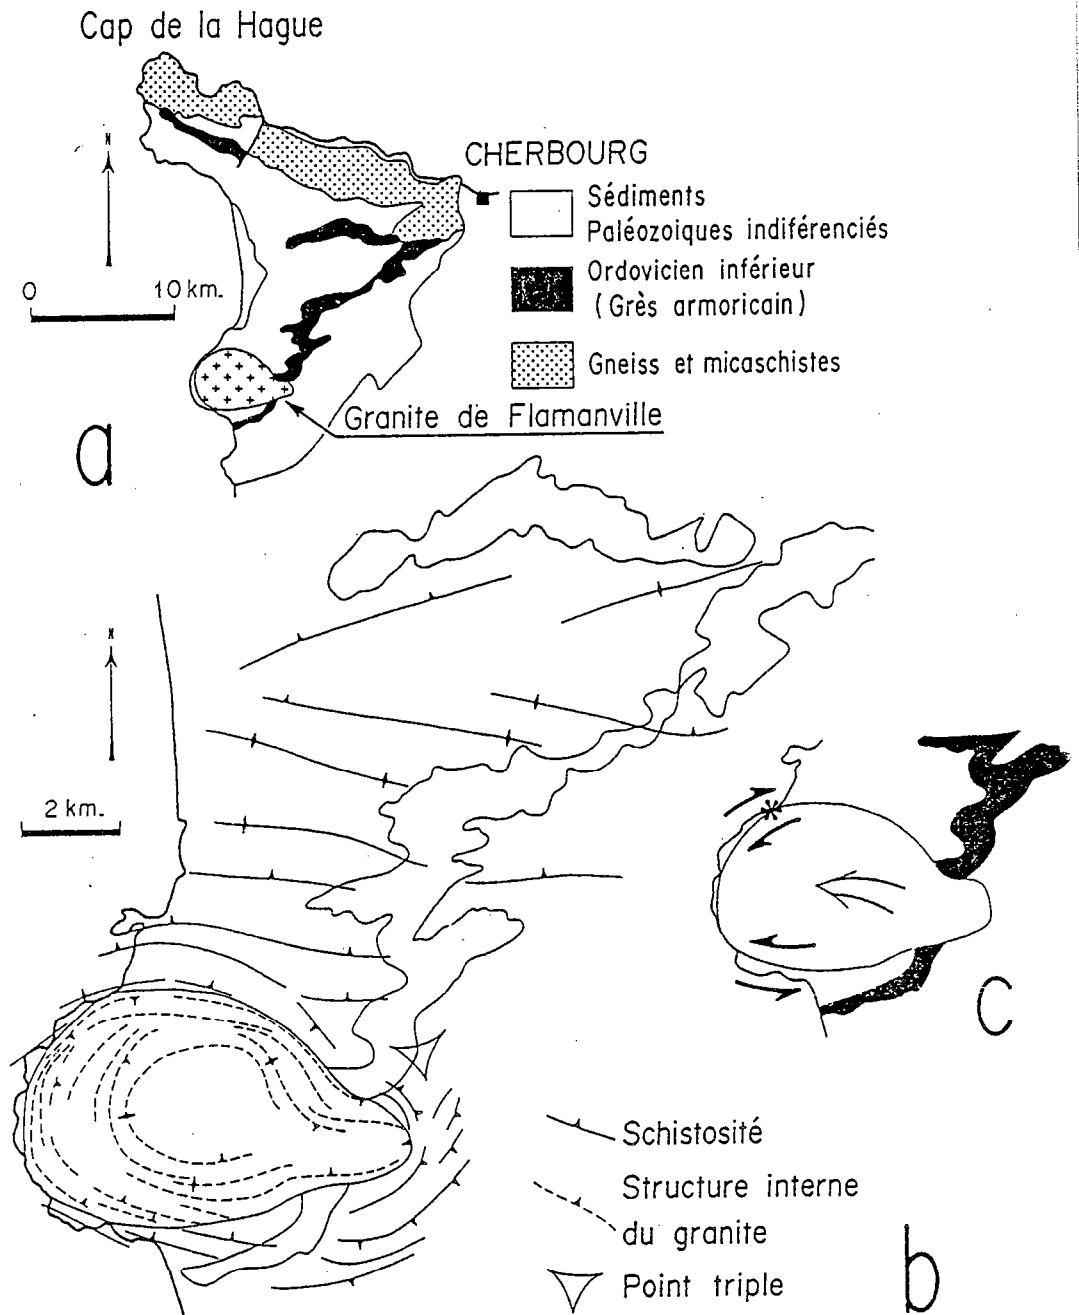 Cap de la Hague
N
CHERBOURG
Sédiments
Paléozoiques indiférenciés
Ordovicien inférieur
(Grès armoricain)
Gneiss et micaschistes
0 10 km.
Granite de Flamanville
a
N
2 km.
c
Schistosité
Structure interne
du granite
Point triple
b